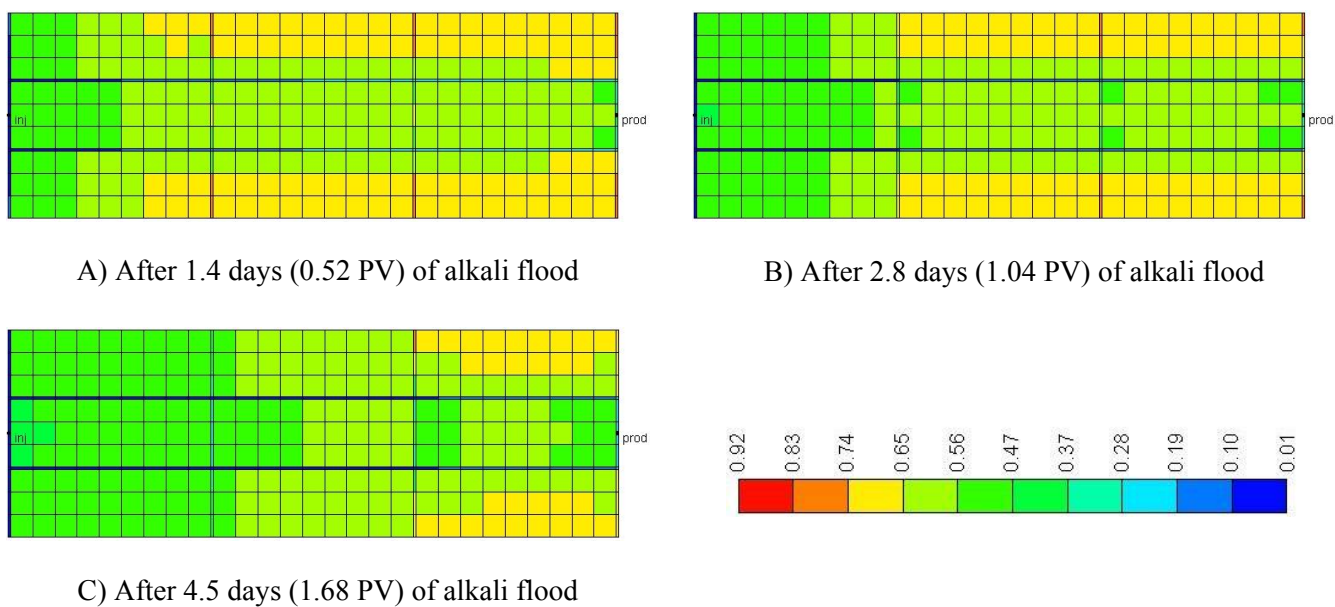 inj
prod
inj
prod
A) After 1.4 days (0.52 PV) of alkali flood
B) After 2.8 days (1.04 PV) of alkali flood
inj
prod
0.92
0.83
0.74
0.65
0.56
0.47
0.37
0.28
0.19
0.10
0.01
C) After 4.5 days (1.68 PV) of alkali flood